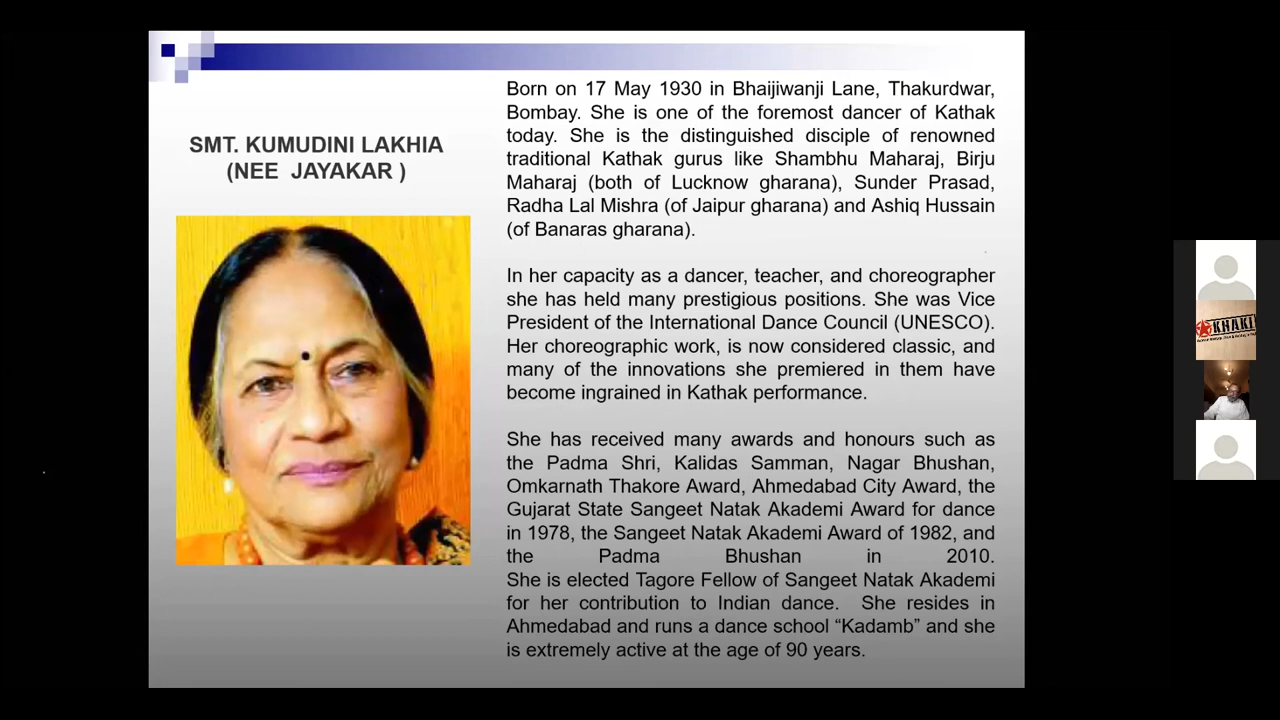 SMT. KUMUDINI LAKHIA
(NEE JAYAKAR )
Born on 17 May 1930 in Bhaijiwanji Lane, Thakurdwar,
Bombay. She is one of the foremost dancer of Kathak
today. She is the distinguished disciple of renowned
traditional Kathak gurus like Shambhu Maharaj, Birju
Maharaj (both of Lucknow gharana), Sunder Prasad,
Radha Lal Mishra (of Jaipur gharana) and Ashiq Hussain
(of Banaras gharana).
In her capacity as a dancer, teacher, and choreographer
she has held many prestigious positions. She was Vice
President of the International Dance Council (UNESCO).
Her choreographic work, is now considered classic, and
many of the innovations she premiered in them have
become ingrained in Kathak performance.
She has received many awards and honours such as
the Padma Shri, Kalidas Samman, Nagar Bhushan,
Omkarnath Thakore Award, Ahmedabad City Award, the
Gujarat State Sangeet Natak Akademi Award for dance
in 1978, the Sangeet Natak Akademi Award of 1982, and
the Padma Bhushan in 2010.
She is elected Tagore Fellow of Sangeet Natak Akademi
for her contribution to Indian dance. She resides in
Ahmedabad and runs a dance school “Kadamb” and she
is extremely active at the age of 90 years.
KHAKI